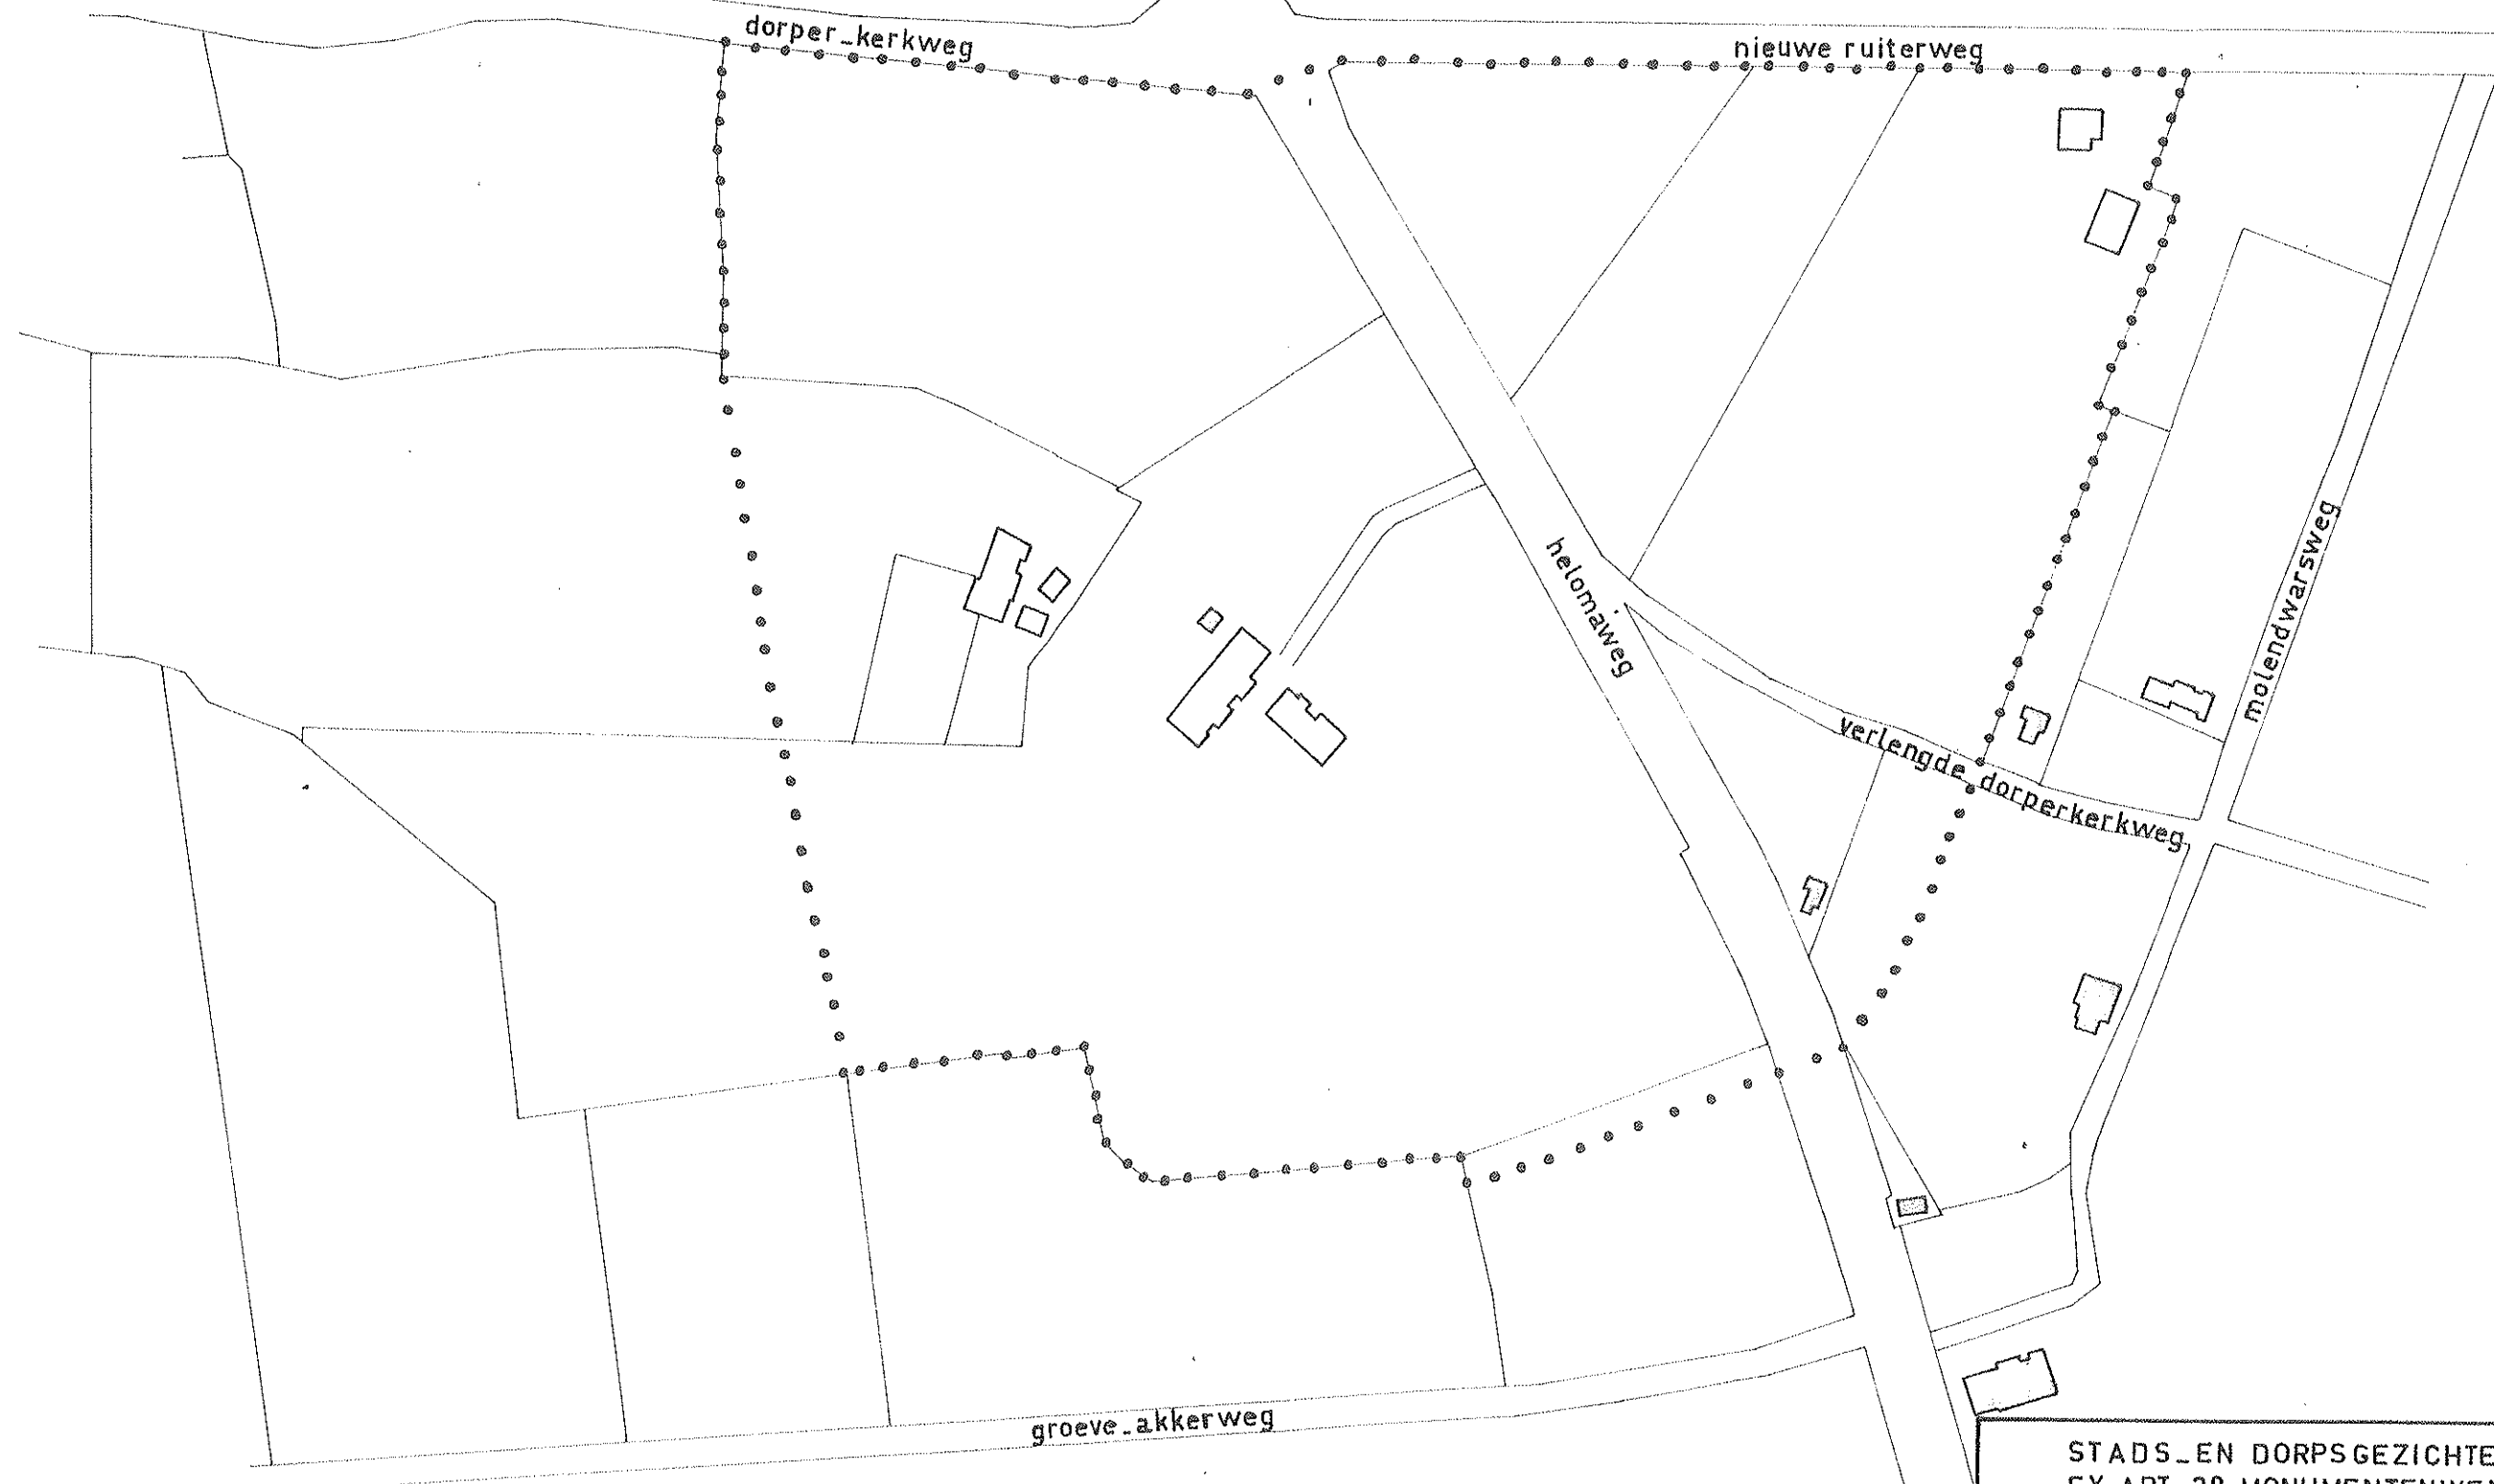 dorper_kerkweg
nieuwe ruiterweg
helomaweg
molendwarsweg
verlengde dorperkerkweg
groeve_akkerweg
STADS_EN DORPSGEZICHTE